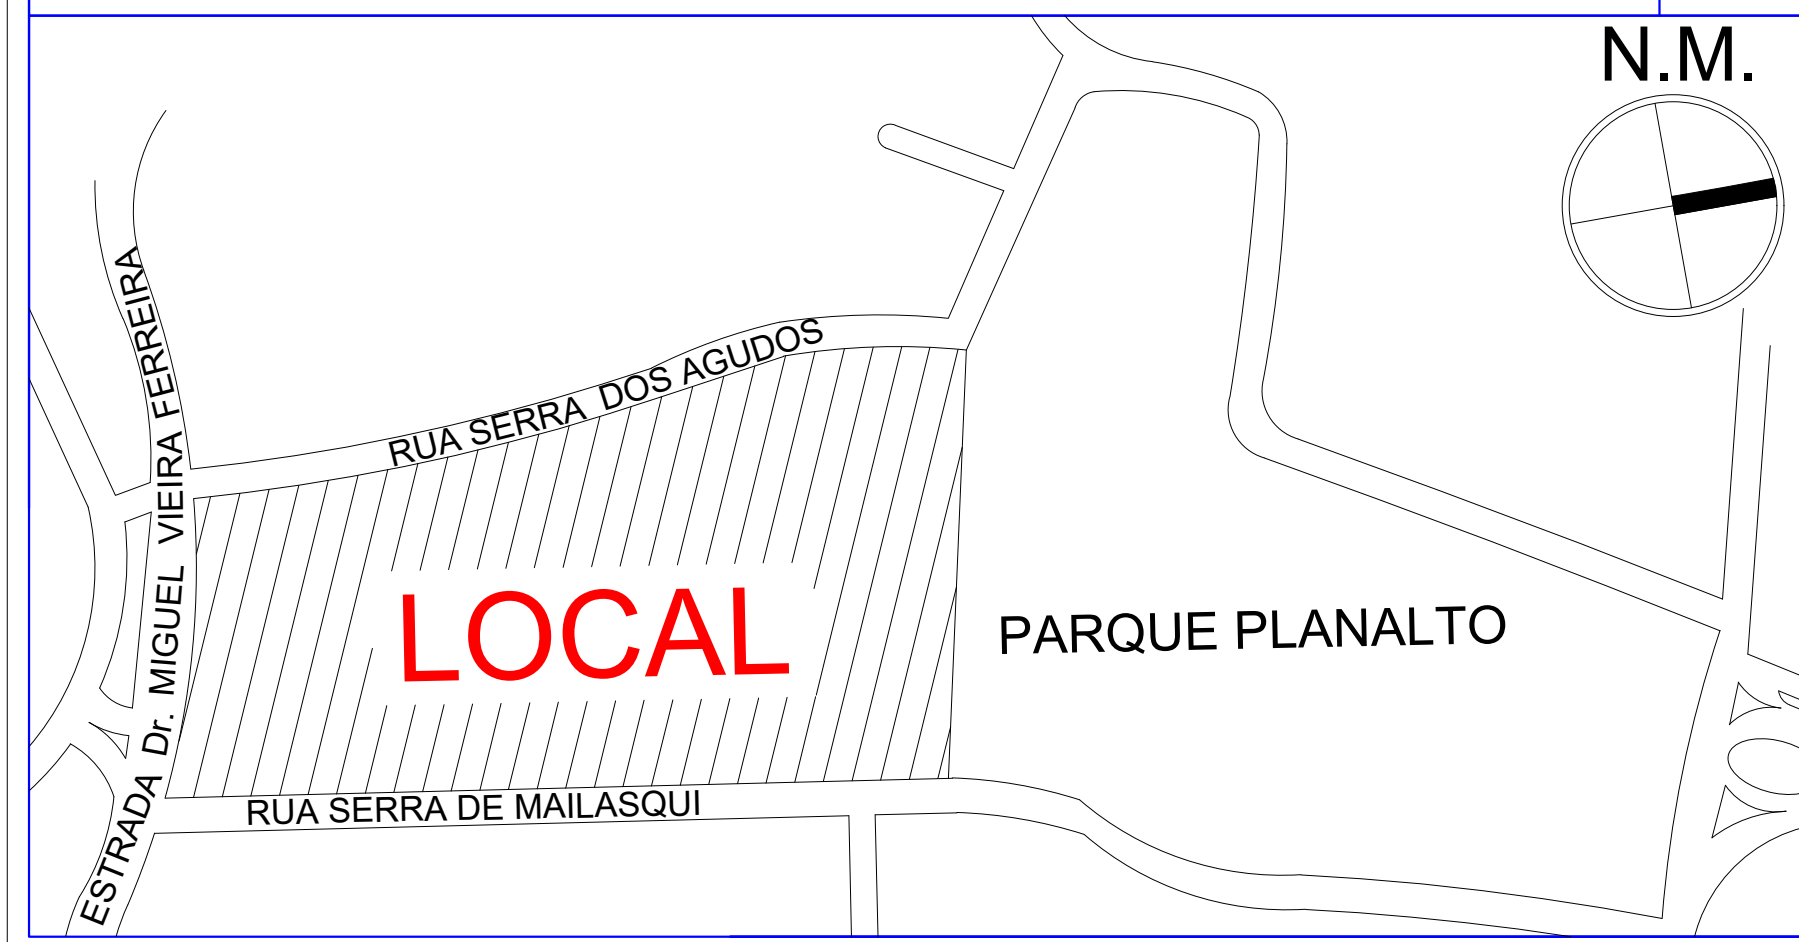 N.M.
ESTRADA Dr. MIGUEL VIEIRA FERREIRA
RUA SERRA DOS AGUDOS
LOCAL
PARQUE PLANALTO
RUA SERRA DE MAILASQUI